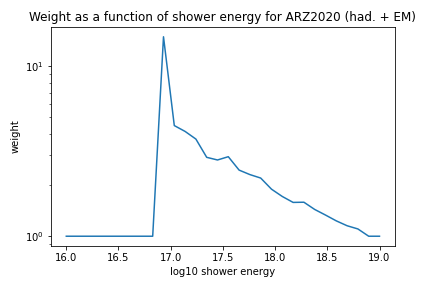 Weight as a function of shower energy for ARZ2020 (had. + EM)
10¹
weight
10⁰
16.0 16.5 17.0 17.5 18.0 18.5 19.0
log10 shower energy